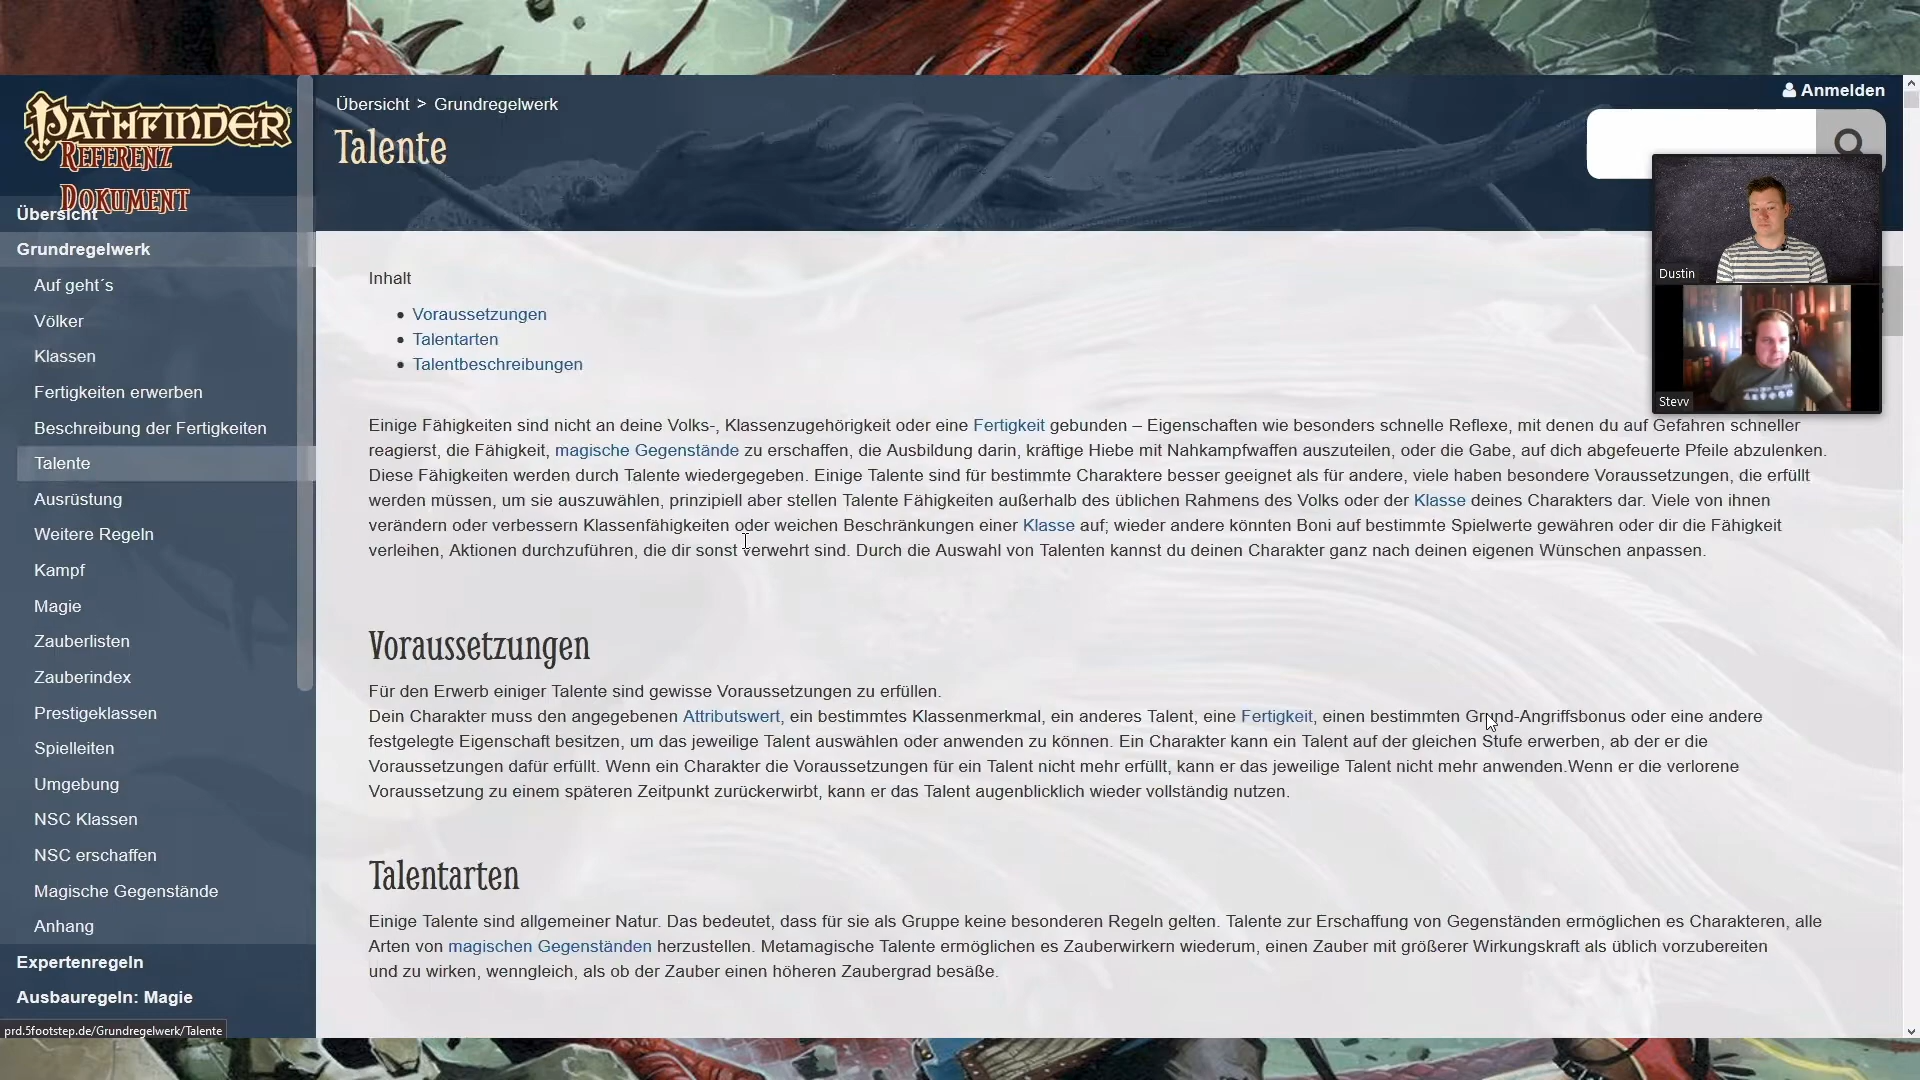 PATHFINDER
REFERENZ
DOKUMENT
Übersicht
Grundregelwerk
Auf geht´s
Völker
Klassen
Fertigkeiten erwerben
Beschreibung der Fertigkeiten
Talente
Ausrüstung
Weitere Regeln
Kampf
Magie
Zauberlisten
Zauberindex
Prestigeklassen
Spielleiten
Umgebung
NSC Klassen
NSC erschaffen
Magische Gegenstände
Anhang
Expertenregeln
Ausbauregeln: Magie
prd.5footstep.de/Grundregelwerk/Talente
Übersicht > Grundregelwerk
Talente
Anmelden
Dustin
Stevv
Inhalt
Voraussetzungen
Talentarten
Talentbeschreibungen
Einige Fähigkeiten sind nicht an deine Volks-, Klassenzugehörigkeit oder eine Fertigkeit gebunden – Eigenschaften wie besonders schnelle Reflexe, mit denen du auf Gefahren schneller
reagierst, die Fähigkeit, magische Gegenstände zu erschaffen, die Ausbildung darin, kräftige Hiebe mit Nahkampfwaffen auszuteilen, oder die Gabe, auf dich abgefeuerte Pfeile abzulenken.
Diese Fähigkeiten werden durch Talente wiedergegeben. Einige Talente sind für bestimmte Charaktere besser geeignet als für andere, viele haben besondere Voraussetzungen, die erfüllt
werden müssen, um sie auszuwählen, prinzipiell aber stellen Talente Fähigkeiten außerhalb des üblichen Rahmens des Volks oder der Klasse deines Charakters dar. Viele von ihnen
verändern oder verbessern Klassenfähigkeiten oder weichen Beschränkungen einer Klasse auf; wieder andere könnten Boni auf bestimmte Spielwerte gewähren oder dir die Fähigkeit
verleihen, Aktionen durchzuführen, die dir sonst verwehrt sind. Durch die Auswahl von Talenten kannst du deinen Charakter ganz nach deinen eigenen Wünschen anpassen.
Voraussetzungen
Für den Erwerb einiger Talente sind gewisse Voraussetzungen zu erfüllen.
Dein Charakter muss den angegebenen Attributswert, ein bestimmtes Klassenmerkmal, ein anderes Talent, eine Fertigkeit, einen bestimmten Grund-Angriffsbonus oder eine andere
festgelegte Eigenschaft besitzen, um das jeweilige Talent auswählen oder anwenden zu können. Ein Charakter kann ein Talent auf der gleichen Stufe erwerben, ab der er die
Voraussetzungen dafür erfüllt. Wenn ein Charakter die Voraussetzungen für ein Talent nicht mehr erfüllt, kann er das jeweilige Talent nicht mehr anwenden.Wenn er die verlorene
Voraussetzung zu einem späteren Zeitpunkt zurückerwirbt, kann er das Talent augenblicklich wieder vollständig nutzen.
Talentarten
Einige Talente sind allgemeiner Natur. Das bedeutet, dass für sie als Gruppe keine besonderen Regeln gelten. Talente zur Erschaffung von Gegenständen ermöglichen es Charakteren, alle
Arten von magischen Gegenständen herzustellen. Metamagische Talente ermöglichen es Zauberwirkern wiederum, einen Zauber mit größerer Wirkungskraft als üblich vorzubereiten
und zu wirken, wenngleich, als ob der Zauber einen höheren Zaubergrad besäße.